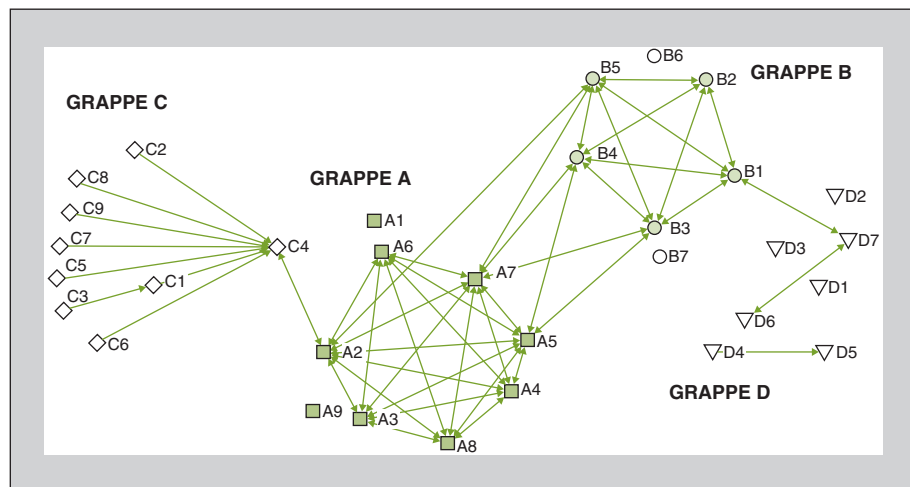 GRAPPE C
C2
C8
C9
C7
C5
C3
C1
C6
C4
GRAPPE A
A1
A6
A7
A2
A5
A4
A9
A3
A8
GRAPPE B
B6
B5
B2
B4
B1
B3
B7
D2
D7
D3
D1
D6
D4
D5
GRAPPE D